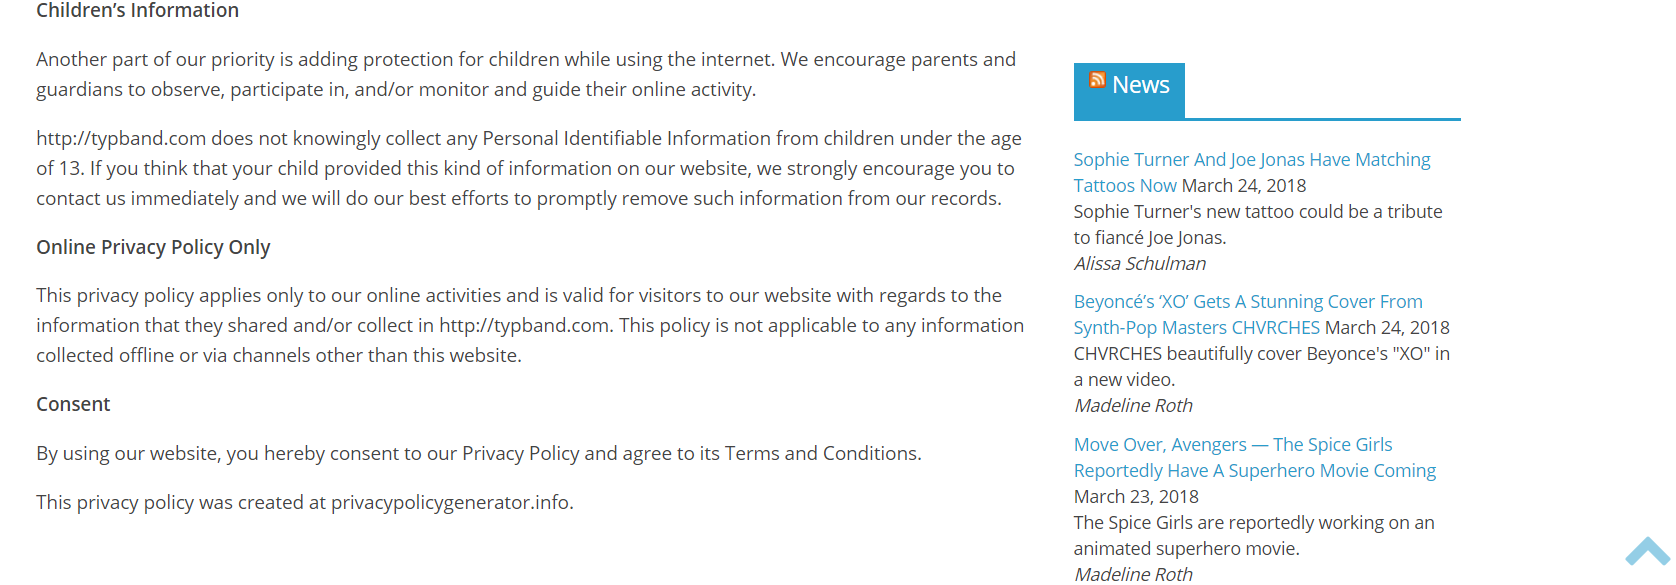 Children’s Information
Another part of our priority is adding protection for children while using the internet. We encourage parents and
guardians to observe, participate in, and/or monitor and guide their online activity.
http://typband.com does not knowingly collect any Personal Identifiable Information from children under the age
of 13. If you think that your child provided this kind of information on our website, we strongly encourage you to
contact us immediately and we will do our best efforts to promptly remove such information from our records.
Online Privacy Policy Only
This privacy policy applies only to our online activities and is valid for visitors to our website with regards to the
information that they shared and/or collect in http://typband.com. This policy is not applicable to any information
collected offline or via channels other than this website.
Consent
By using our website, you hereby consent to our Privacy Policy and agree to its Terms and Conditions.
This privacy policy was created at privacypolicygenerator.info.
News
Sophie Turner And Joe Jonas Have Matching
Tattoos Now March 24, 2018
Sophie Turner's new tattoo could be a tribute
to fiancé Joe Jonas.
Alissa Schulman
Beyoncé’s ‘XO’ Gets A Stunning Cover From
Synth-Pop Masters CHVRCHES March 24, 2018
CHVRCHES beautifully cover Beyonce's "XO" in
a new video.
Madeline Roth
Move Over, Avengers — The Spice Girls
Reportedly Have A Superhero Movie Coming
March 23, 2018
The Spice Girls are reportedly working on an
animated superhero movie.
Madeline Roth